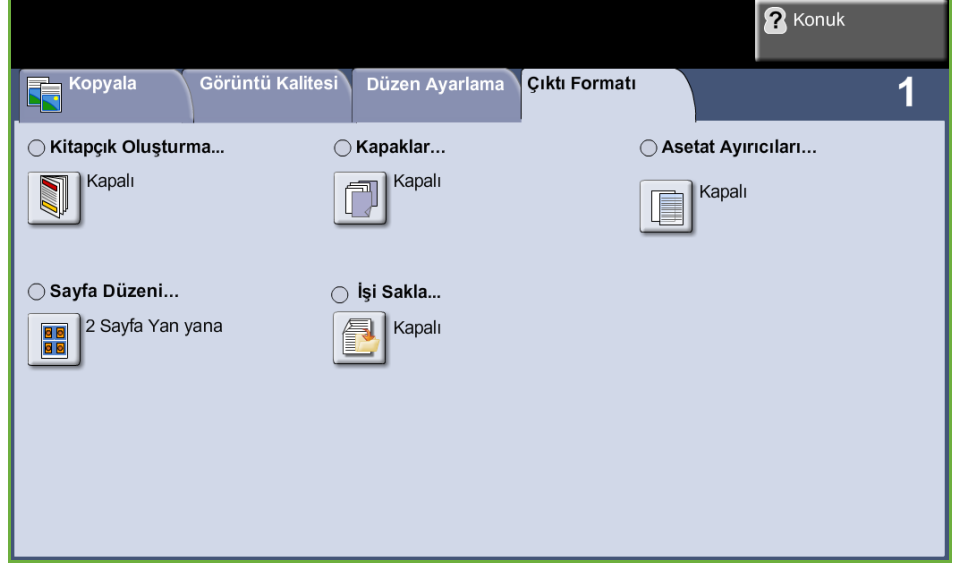 Konuk
Kopyala
Görüntü Kalitesi
Düzen Ayarlama
Çıktı Formatı
1
Kitapçık Oluşturma...
Kapalı
Kapaklar...
Kapalı
Asetat Ayırıcıları...
Kapalı
Sayfa Düzeni...
2 Sayfa Yan yana
İşi Sakla...
Kapalı